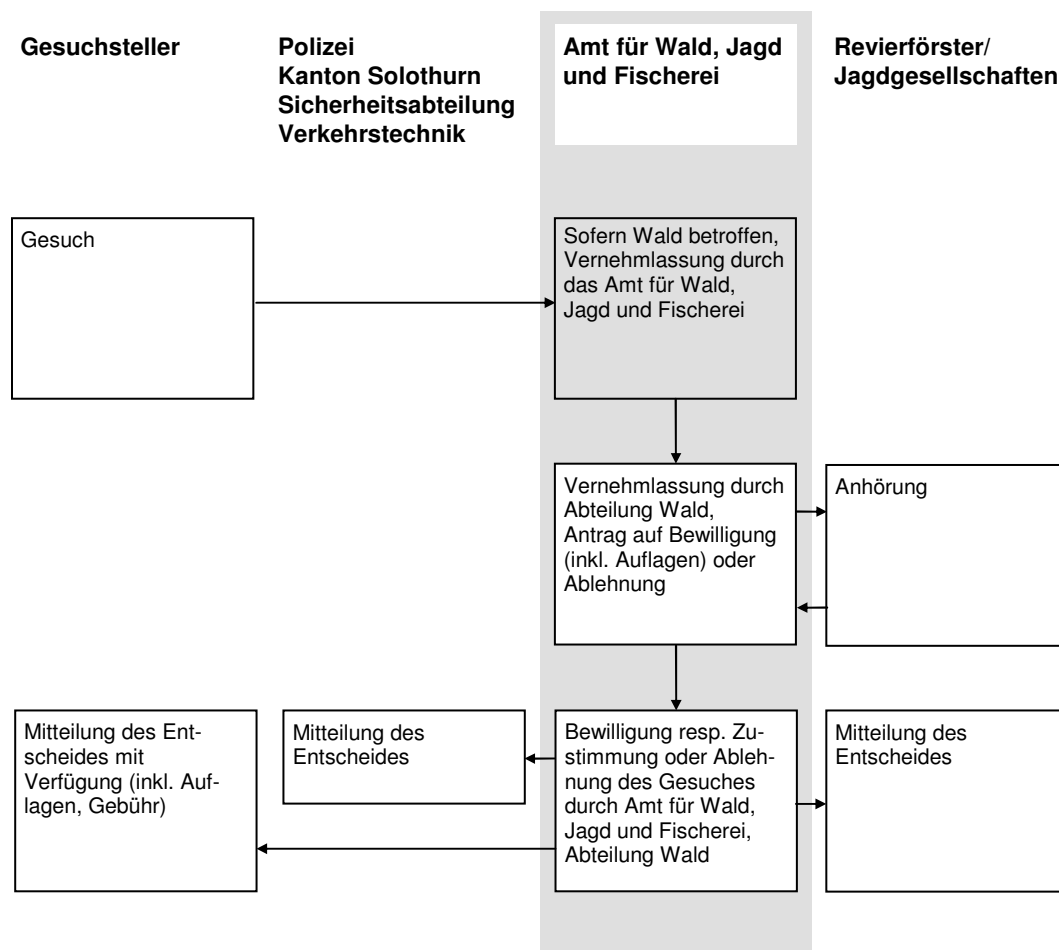 Gesuchsteller
Polizei
Kanton Solothurn
Sicherheitsabteilung
Verkehrstechnik
Amt für Wald, Jagd
und Fischerei
Revierförster/
Jagdgesellschaften
Gesuch
Sofern Wald betroffen,
Vernehmlassung durch
das Amt für Wald,
Jagd und Fischerei
Vernehmlassung durch
Abteilung Wald,
Antrag auf Bewilligung
(inkl. Auflagen) oder
Ablehnung
Anhörung
Mitteilung des Ent-
scheides mit
Verfügung (inkl. Auf-
lagen, Gebühr)
Mitteilung des
Entscheides
Bewilligung resp. Zu-
stimmung oder Ableh-
nung des Gesuches
durch Amt für Wald,
Jagd und Fischerei,
Abteilung Wald
Mitteilung des
Entscheides